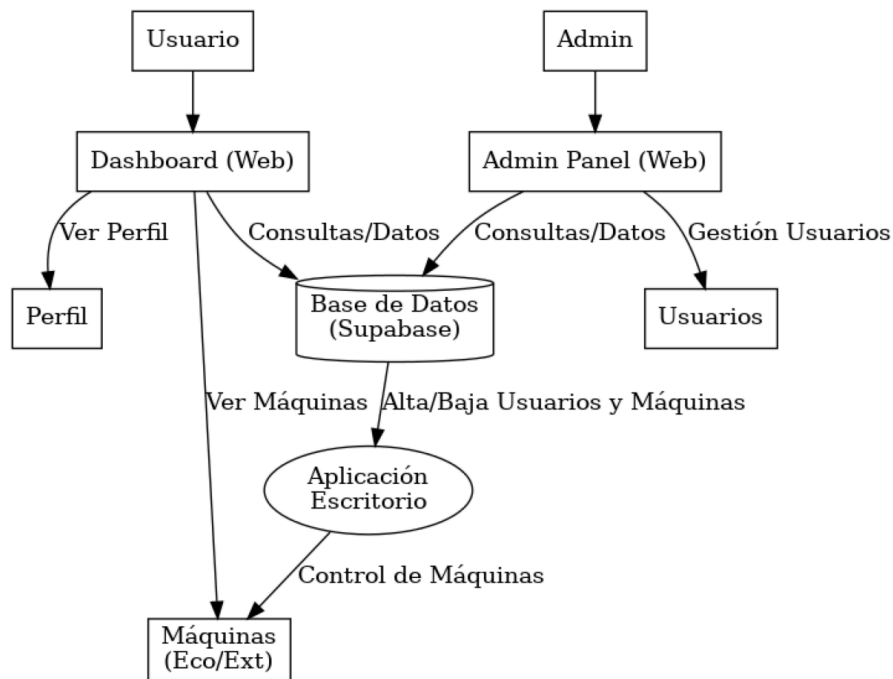 Usuario
Admin
Dashboard (Web)
Admin Panel (Web)
Ver Perfil
Consultas/Datos
Consultas/Datos
Gestión Usuarios
Perfil
Base de Datos
(Supabase)
Usuarios
Ver Máquinas
Alta/Baja Usuarios y Máquinas
Aplicación
Escritorio
Control de Máquinas
Máquinas
(Eco/Ext)